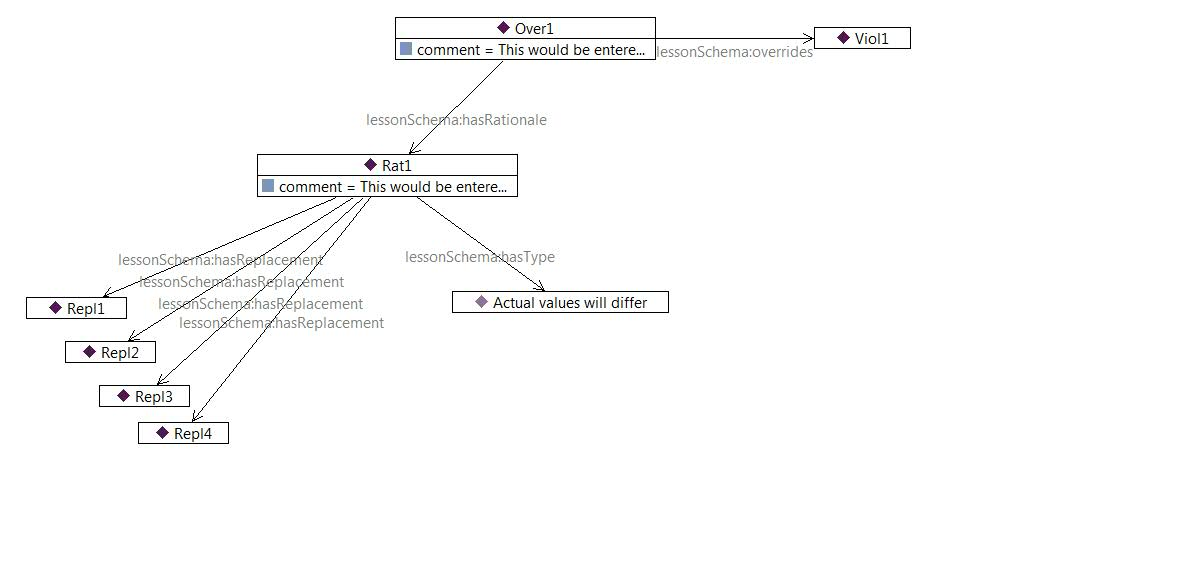 Over1
comment = This would be entere...
Viol1
lessonSchema:overrides
lessonSchema:hasRationale
Rat1
comment = This would be entere...
lessonSchema:hasReplacement
lessonSchema:hasType
lessonSchema:hasReplacement
lessonSchema:hasReplacement
lessonSchema:hasReplacement
Repl1
Actual values will differ
Repl2
Repl3
Repl4